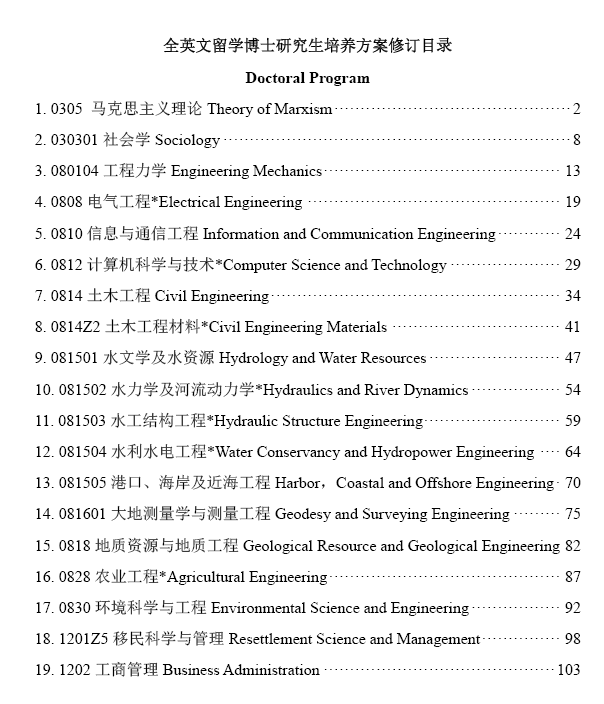 全英文留学博士研究生培养方案修订目录
Doctoral Program
1. 0305 马克思主义理论 Theory of Marxism··········································2
2. 030301 社会学 Sociology······························································8
3. 080104 工程力学 Engineering Mechanics·········································· 13
4. 0808 电气工程*Electrical Engineering ············································· 19
5. 0810 信息与通信工程 Information and Communication Engineering··········· 24
6. 0812 计算机科学与技术*Computer Science and Technology ···················· 29
7. 0814 土木工程 Civil Engineering···················································· 34
8. 0814Z2 土木工程材料*Civil Engineering Materials ······························ 41
9. 081501 水文学及水资源 Hydrology and Water Resources························ 47
10. 081502 水力学及河流动力学*Hydraulics and River Dynamics················ 54
11. 081503 水工结构工程*Hydraulic Structure Engineering························ 59
12. 081504 水利水电工程*Water Conservancy and Hydropower Engineering ···· 64
13. 081505 港口、海岸及近海工程 Harbor，Coastal and Offshore Engineering· 70
14. 081601 大地测量学与测量工程 Geodesy and Surveying Engineering ········· 75
15. 0818 地质资源与地质工程 Geological Resource and Geological Engineering 82
16. 0828 农业工程*Agricultural Engineering········································· 87
17. 0830 环境科学与工程 Environmental Science and Engineering················ 92
18. 1201Z5 移民科学与管理 Resettlement Science and Management·············· 98
19. 1202 工商管理 Business Administration ·········································103